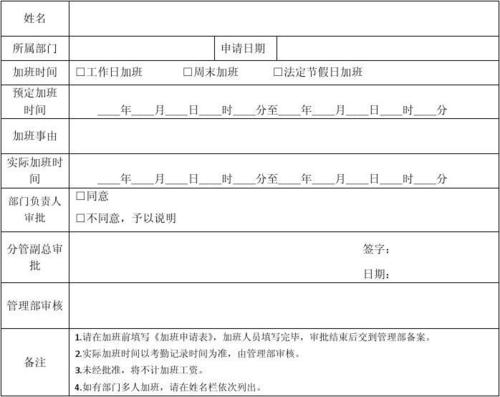 姓名
所属部门 申请日期
加班时间 □工作日加班 □周末加班 □法定节假日加班
预定加班
时间
____年____月____日____时____分至____年____月____日____时____分
加班事由
实际加班时
间
____年____月____日____时____分至____年____月____日____时____分
部门负责人
审批
□同意
□不同意，予以说明
分管副总审
批
签字：
日期：
管理部审核
备注
1.请在加班前填写《加班申请表》，加班人员填写完毕，审批结束后交到管理部备案。
2.实际加班时间以考勤记录时间为准，由管理部审核。
3.未经批准，将不计加班工资。
4.如有部门多人加班，请在姓名栏依次列出。